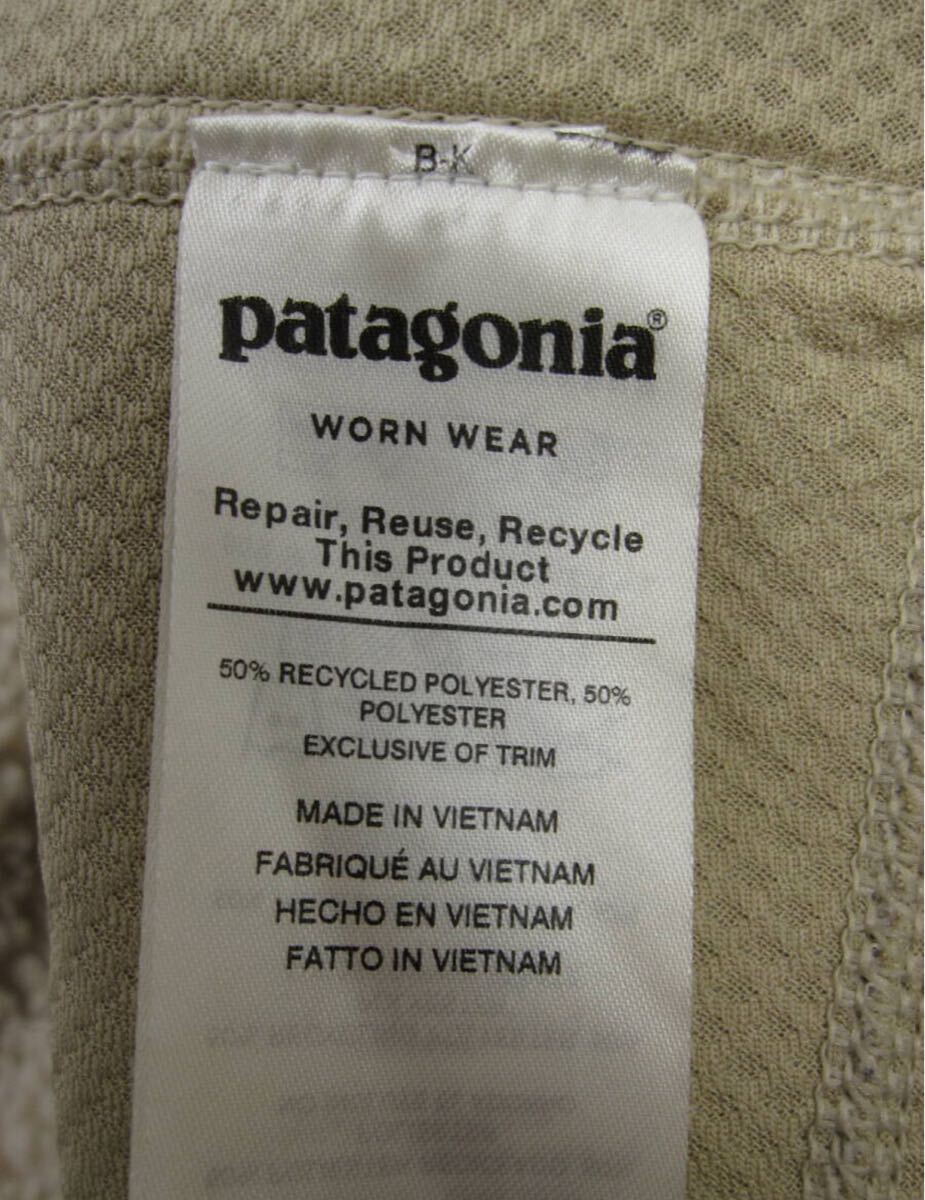 B-K
patagonia®
WORN WEAR
Repair, Reuse, Recycle
This Product
www.patagonia.com
50% RECYCLED POLYESTER, 50%
POLYESTER
EXCLUSIVE OF TRIM
MADE IN VIETNAM
FABRIQUÉ AU VIETNAM
HECHO EN VIETNAM
FATTO IN VIETNAM